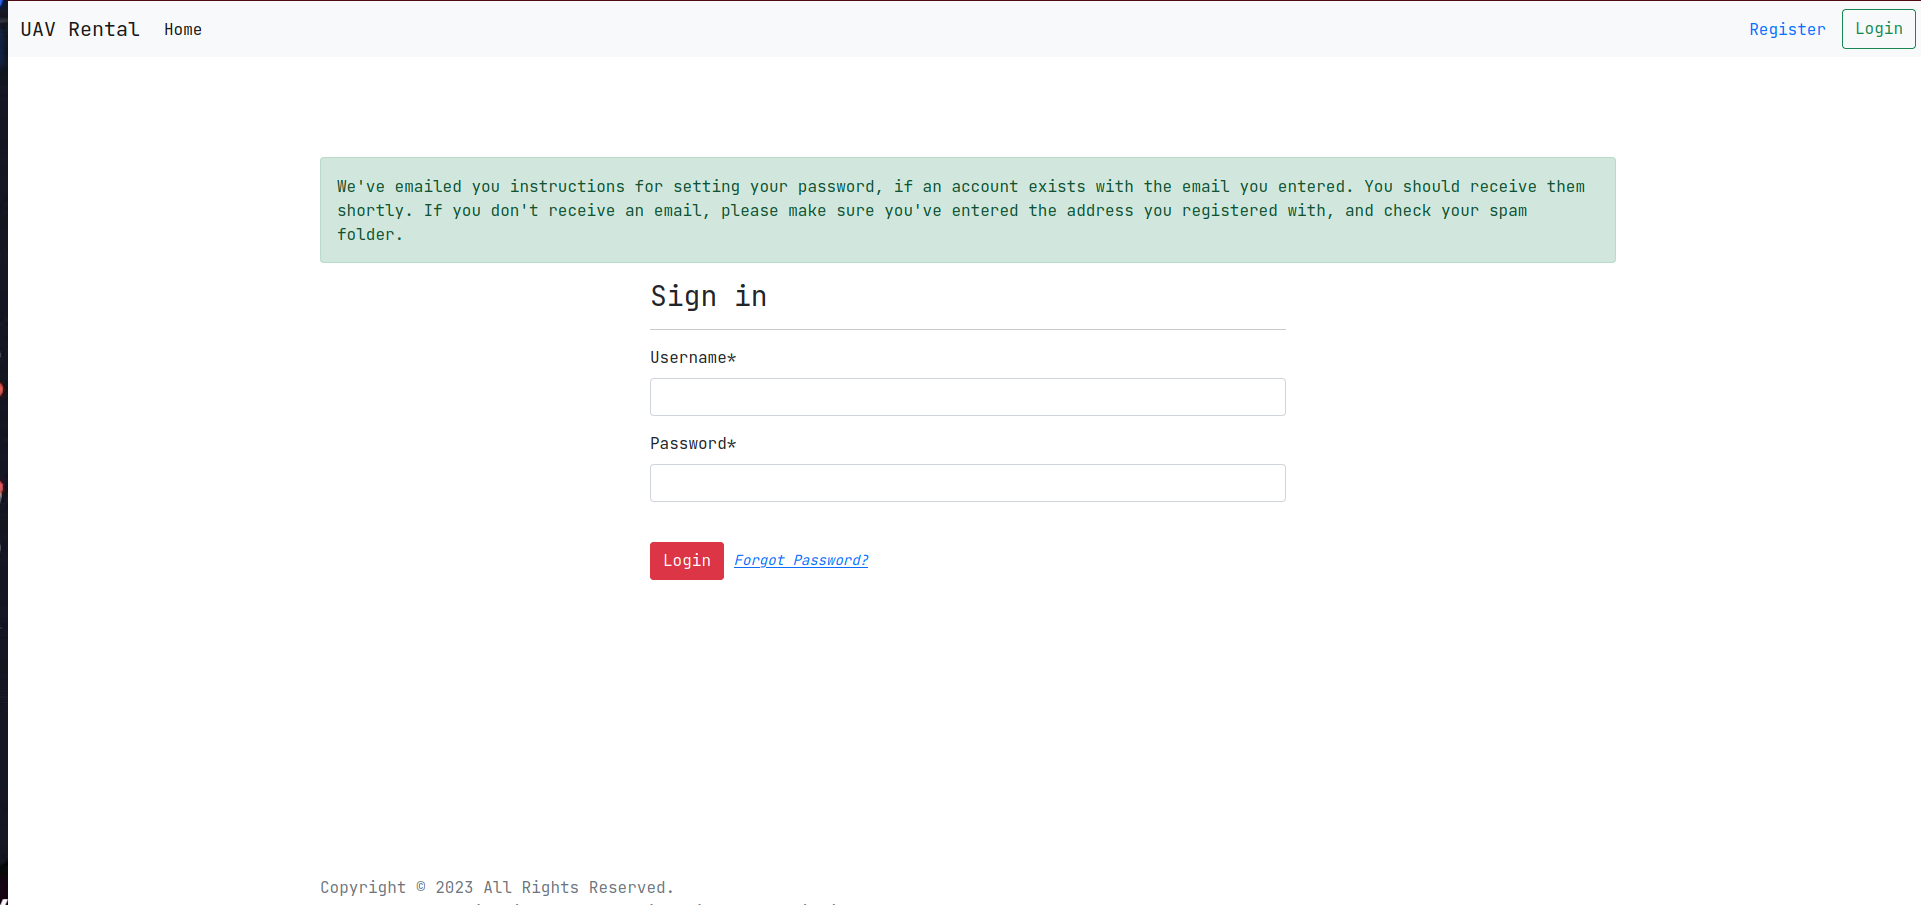 UAV Rental Home Register Login
We've emailed you instructions for setting your password, if an account exists with the email you entered. You should receive them
shortly. If you don't receive an email, please make sure you've entered the address you registered with, and check your spam
folder.
Sign in
Username*
Password*
Login Forgot Password?
Copyright © 2023 All Rights Reserved.